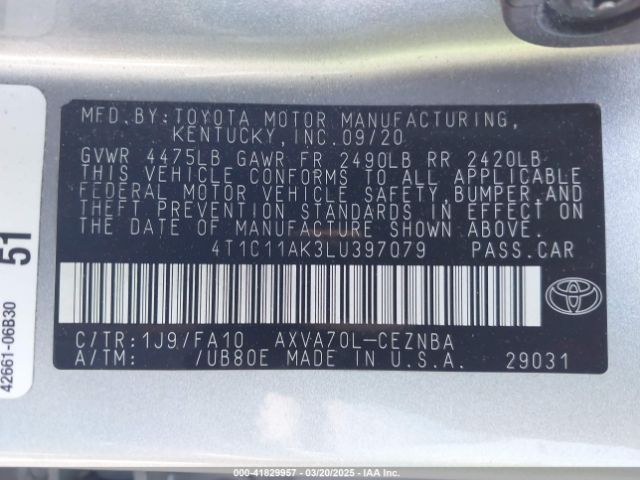 MFD.BY:TOYOTA MOTOR MANUFACTURING,
KENTUCKY,INC.09/20
GVWR 4475LB GAWR FR 2490LB RR 2420LB
THIS VEHICLE CONFORMS TO ALL APPLICABLE
FEDERAL MOTOR VEHICLE SAFETY,BUMPER,AND
THEFT PREVENTION STANDARDS IN EFFECT ON
THE DATE OF MANUFACTURE SHOWN ABOVE.
4T1C11AK3LU397079 PASS.CAR
C/TR:1J9/FA10 AXVA70L-CEZNBA
A/TM: /UB80E MADE IN U.S.A. 29031
51
42661-06B30
© IAA 000-41829957 - 03/20/2025 - © IAA